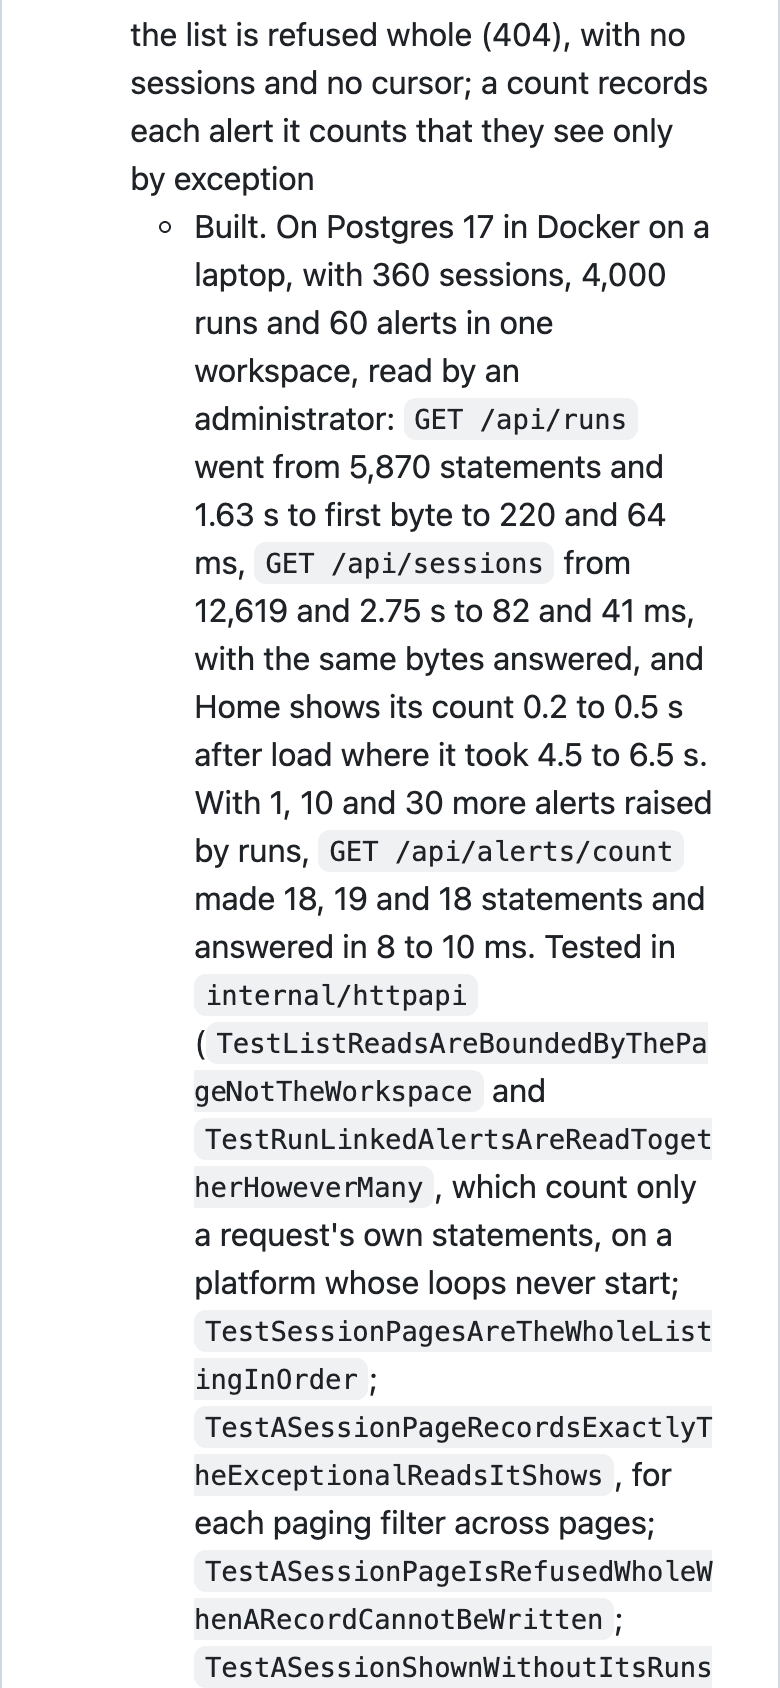 the list is refused whole (404), with no
sessions and no cursor; a count records
each alert it counts that they see only
by exception
Built. On Postgres 17 in Docker on a
laptop, with 360 sessions, 4,000
runs and 60 alerts in one
workspace, read by an
administrator: GET /api/runs
went from 5,870 statements and
1.63 s to first byte to 220 and 64
ms, GET /api/sessions from
12,619 and 2.75 s to 82 and 41 ms,
with the same bytes answered, and
Home shows its count 0.2 to 0.5 s
after load where it took 4.5 to 6.5 s.
With 1, 10 and 30 more alerts raised
by runs, GET /api/alerts/count
made 18, 19 and 18 statements and
answered in 8 to 10 ms. Tested in
internal/httpapi
(TestListReadsAreBoundedByThePa
geNotTheWorkspace and
TestRunLinkedAlertsAreReadToget
herHoweverMany, which count only
a request's own statements, on a
platform whose loops never start;
TestSessionPagesAreTheWholeList
ingInOrder;
TestASessionPageRecordsExactlyT
heExceptionalReadsItShows, for
each paging filter across pages;
TestASessionPageIsRefusedWholeW
henARecordCannotBeWritten;
TestASessionShownWithoutItsRuns